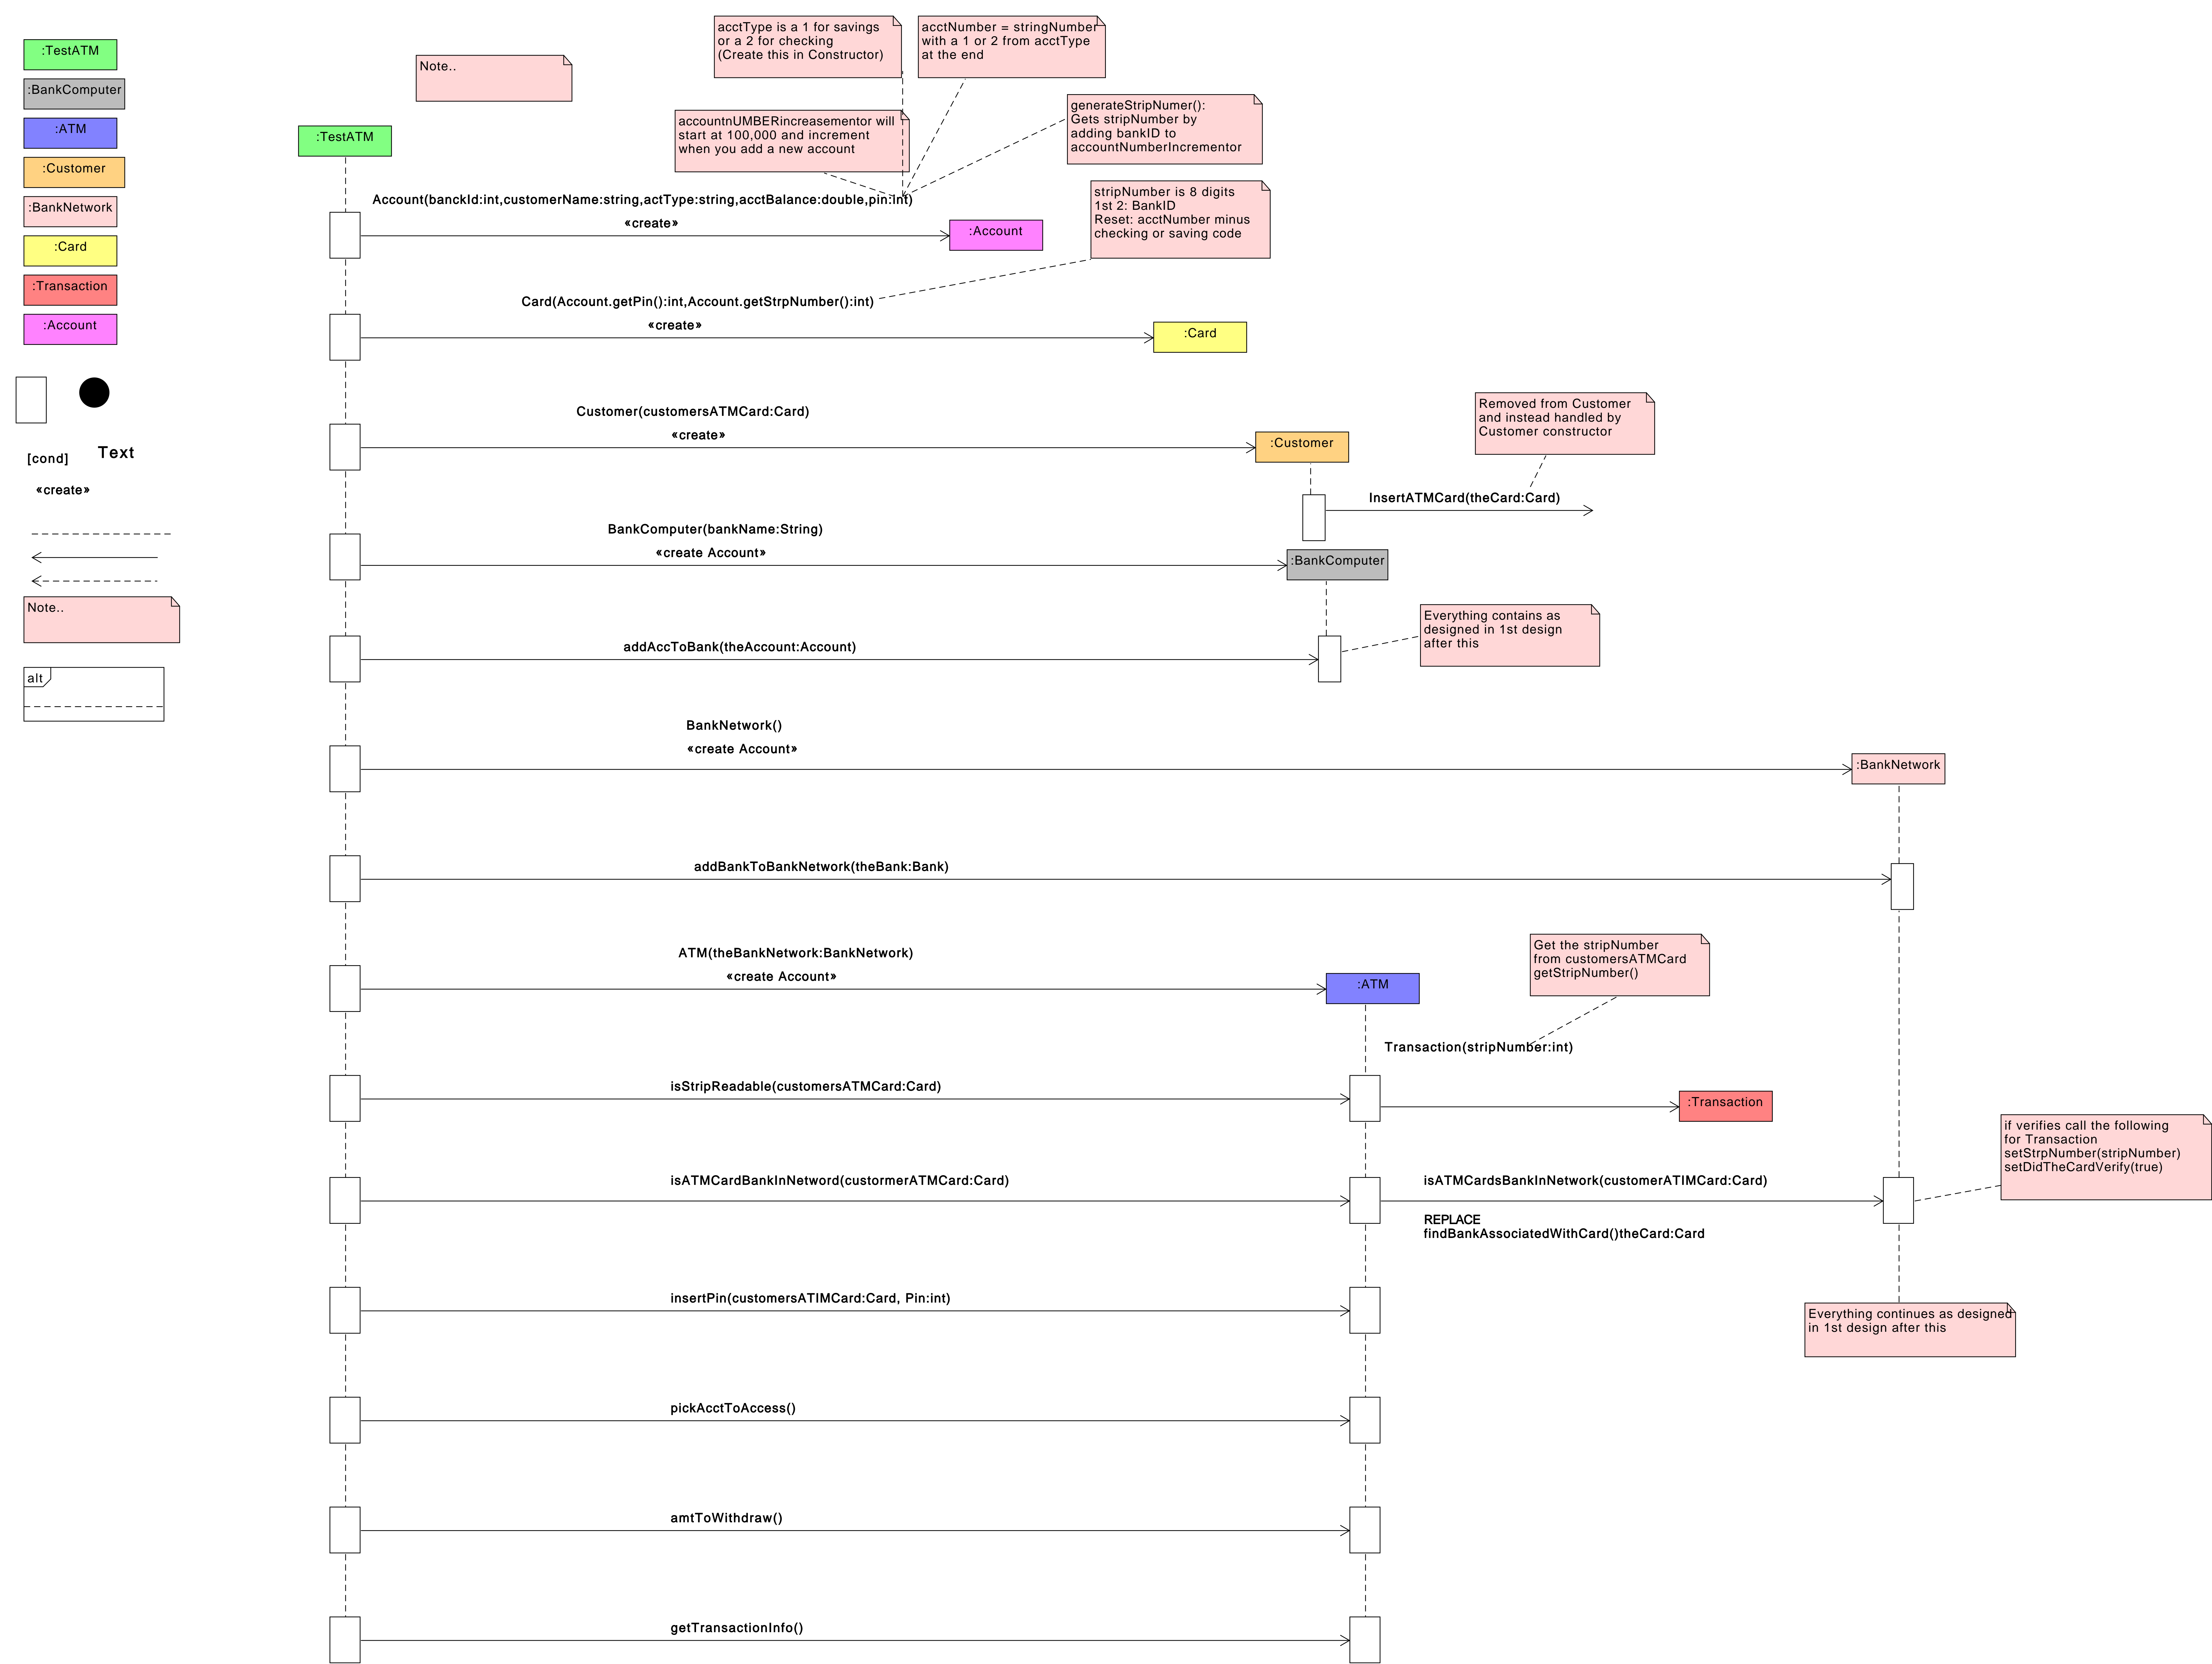 :TestATM
:BankComputer
:ATM
:Customer
:BankNetwork
:Card
:Transaction
:Account
[cond]
Text
«create»
Note..
alt
Note..
acctType is a 1 for savings
or a 2 for checking
(Create this in Constructor)
acctNumber = stringNumber
with a 1 or 2 from acctType
at the end
accountnUMBERincreasementor will
start at 100,000 and increment
when you add a new account
generateStripNumer():
Gets stripNumber by
adding bankID to
accountNumberIncrementor
:TestATM
Account(banckId:int,customerName:string,actType:string,acctBalance:double,pin:int)
«create»
:Account
stripNumber is 8 digits
1st 2: BankID
Reset: acctNumber minus
checking or saving code
Card(Account.getPin():int,Account.getStrpNumber():int)
«create»
:Card
Customer(customersATMCard:Card)
«create»
:Customer
Removed from Customer
and instead handled by
Customer constructor
InsertATMCard(theCard:Card)
BankComputer(bankName:String)
«create Account»
:BankComputer
Everything contains as
designed in 1st design
after this
addAccToBank(theAccount:Account)
BankNetwork()
«create Account»
:BankNetwork
addBankToBankNetwork(theBank:Bank)
ATM(theBankNetwork:BankNetwork)
«create Account»
:ATM
Get the stripNumber
from customersATMCard
getStripNumber()
Transaction(stripNumber:int)
isStripReadable(customersATMCard:Card)
:Transaction
if verifies call the following
for Transaction
setStrpNumber(stripNumber)
setDidTheCardVerify(true)
isATMCardBankInNetword(custormerATMCard:Card)
isATMCardsBankInNetwork(customerATIMCard:Card)
REPLACE
findBankAssociatedWithCard()theCard:Card
insertPin(customersATIMCard:Card, Pin:int)
Everything continues as designed
in 1st design after this
pickAcctToAccess()
amtToWithdraw()
getTransactionInfo()